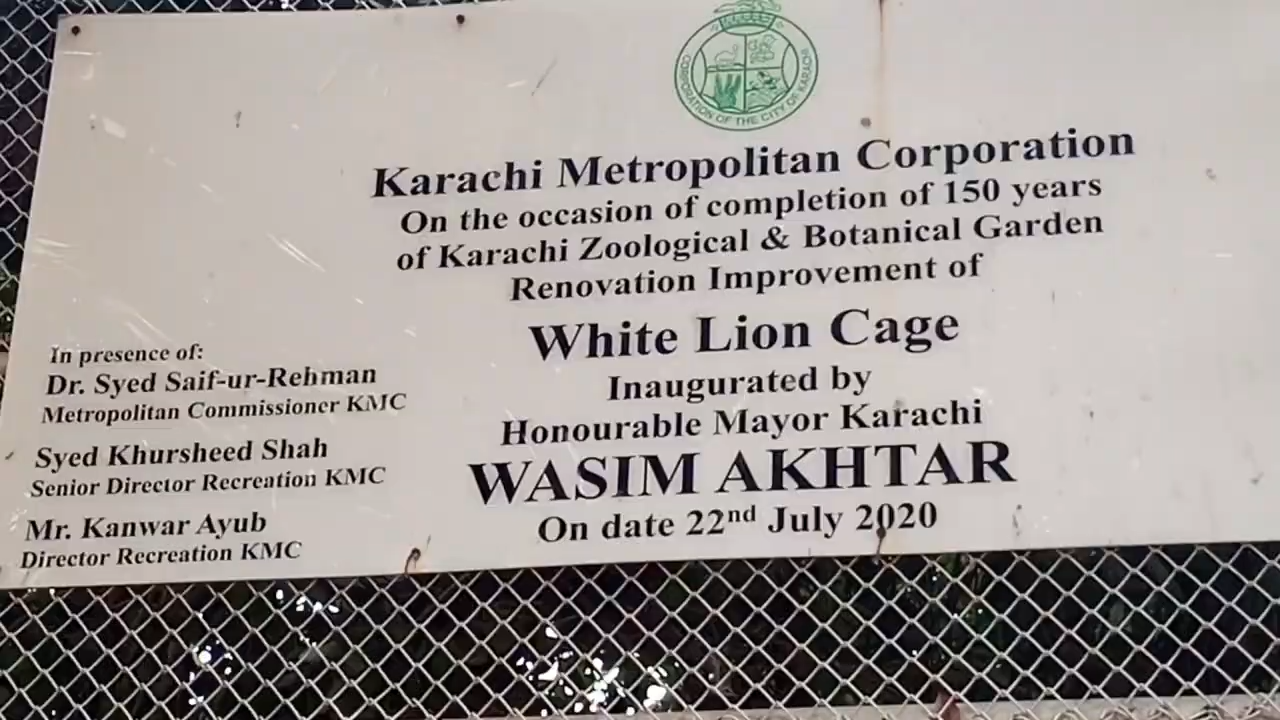 CORPORATION OF THE CITY OF KARACHI
Karachi Metropolitan Corporation
On the occasion of completion of 150 years
of Karachi Zoological & Botanical Garden
Renovation Improvement of
White Lion Cage
Inaugurated by
Honourable Mayor Karachi
WASIM AKHTAR
On date 22nd July 2020
In presence of:
Dr. Syed Saif-ur-Rehman
Metropolitan Commissioner KMC
Syed Khursheed Shah
Senior Director Recreation KMC
Mr. Kanwar Ayub
Director Recreation KMC